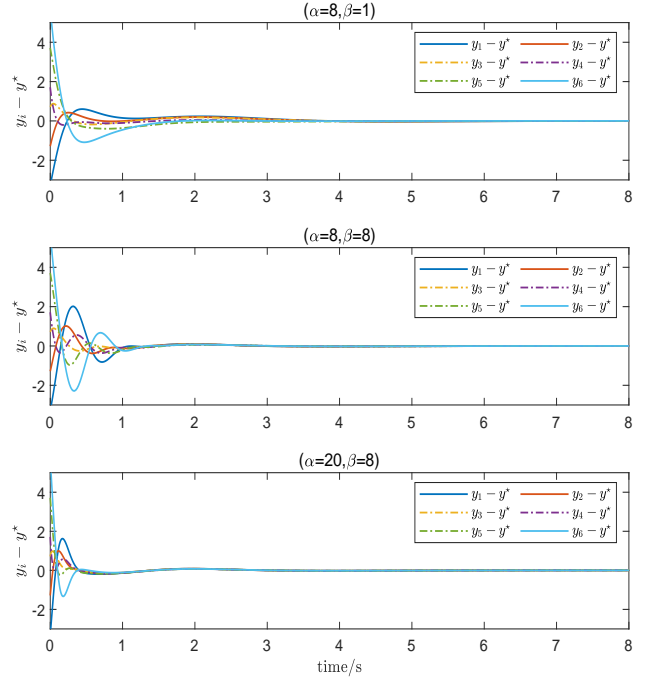 (α=8,β=1)
4
2
0
-2
y_i − y^⋆
y_1 − y^⋆ y_2 − y^⋆
y_3 − y^⋆ y_4 − y^⋆
y_5 − y^⋆ y_6 − y^⋆
0 1 2 3 4 5 6 7 8
(α=8,β=8)
4
2
0
-2
y_i − y^⋆
y_1 − y^⋆ y_2 − y^⋆
y_3 − y^⋆ y_4 − y^⋆
y_5 − y^⋆ y_6 − y^⋆
0 1 2 3 4 5 6 7 8
(α=20,β=8)
4
2
0
-2
y_i − y^⋆
y_1 − y^⋆ y_2 − y^⋆
y_3 − y^⋆ y_4 − y^⋆
y_5 − y^⋆ y_6 − y^⋆
0 1 2 3 4 5 6 7 8
time/s